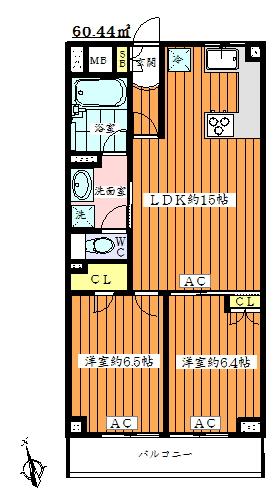 60.44㎡
MB
SB
玄関
冷
浴室
洗面室
洗
WC
LDK約15帖
CL
AC
CL
洋室約6.5帖
洋室約6.4帖
AC
AC
バルコニー
N